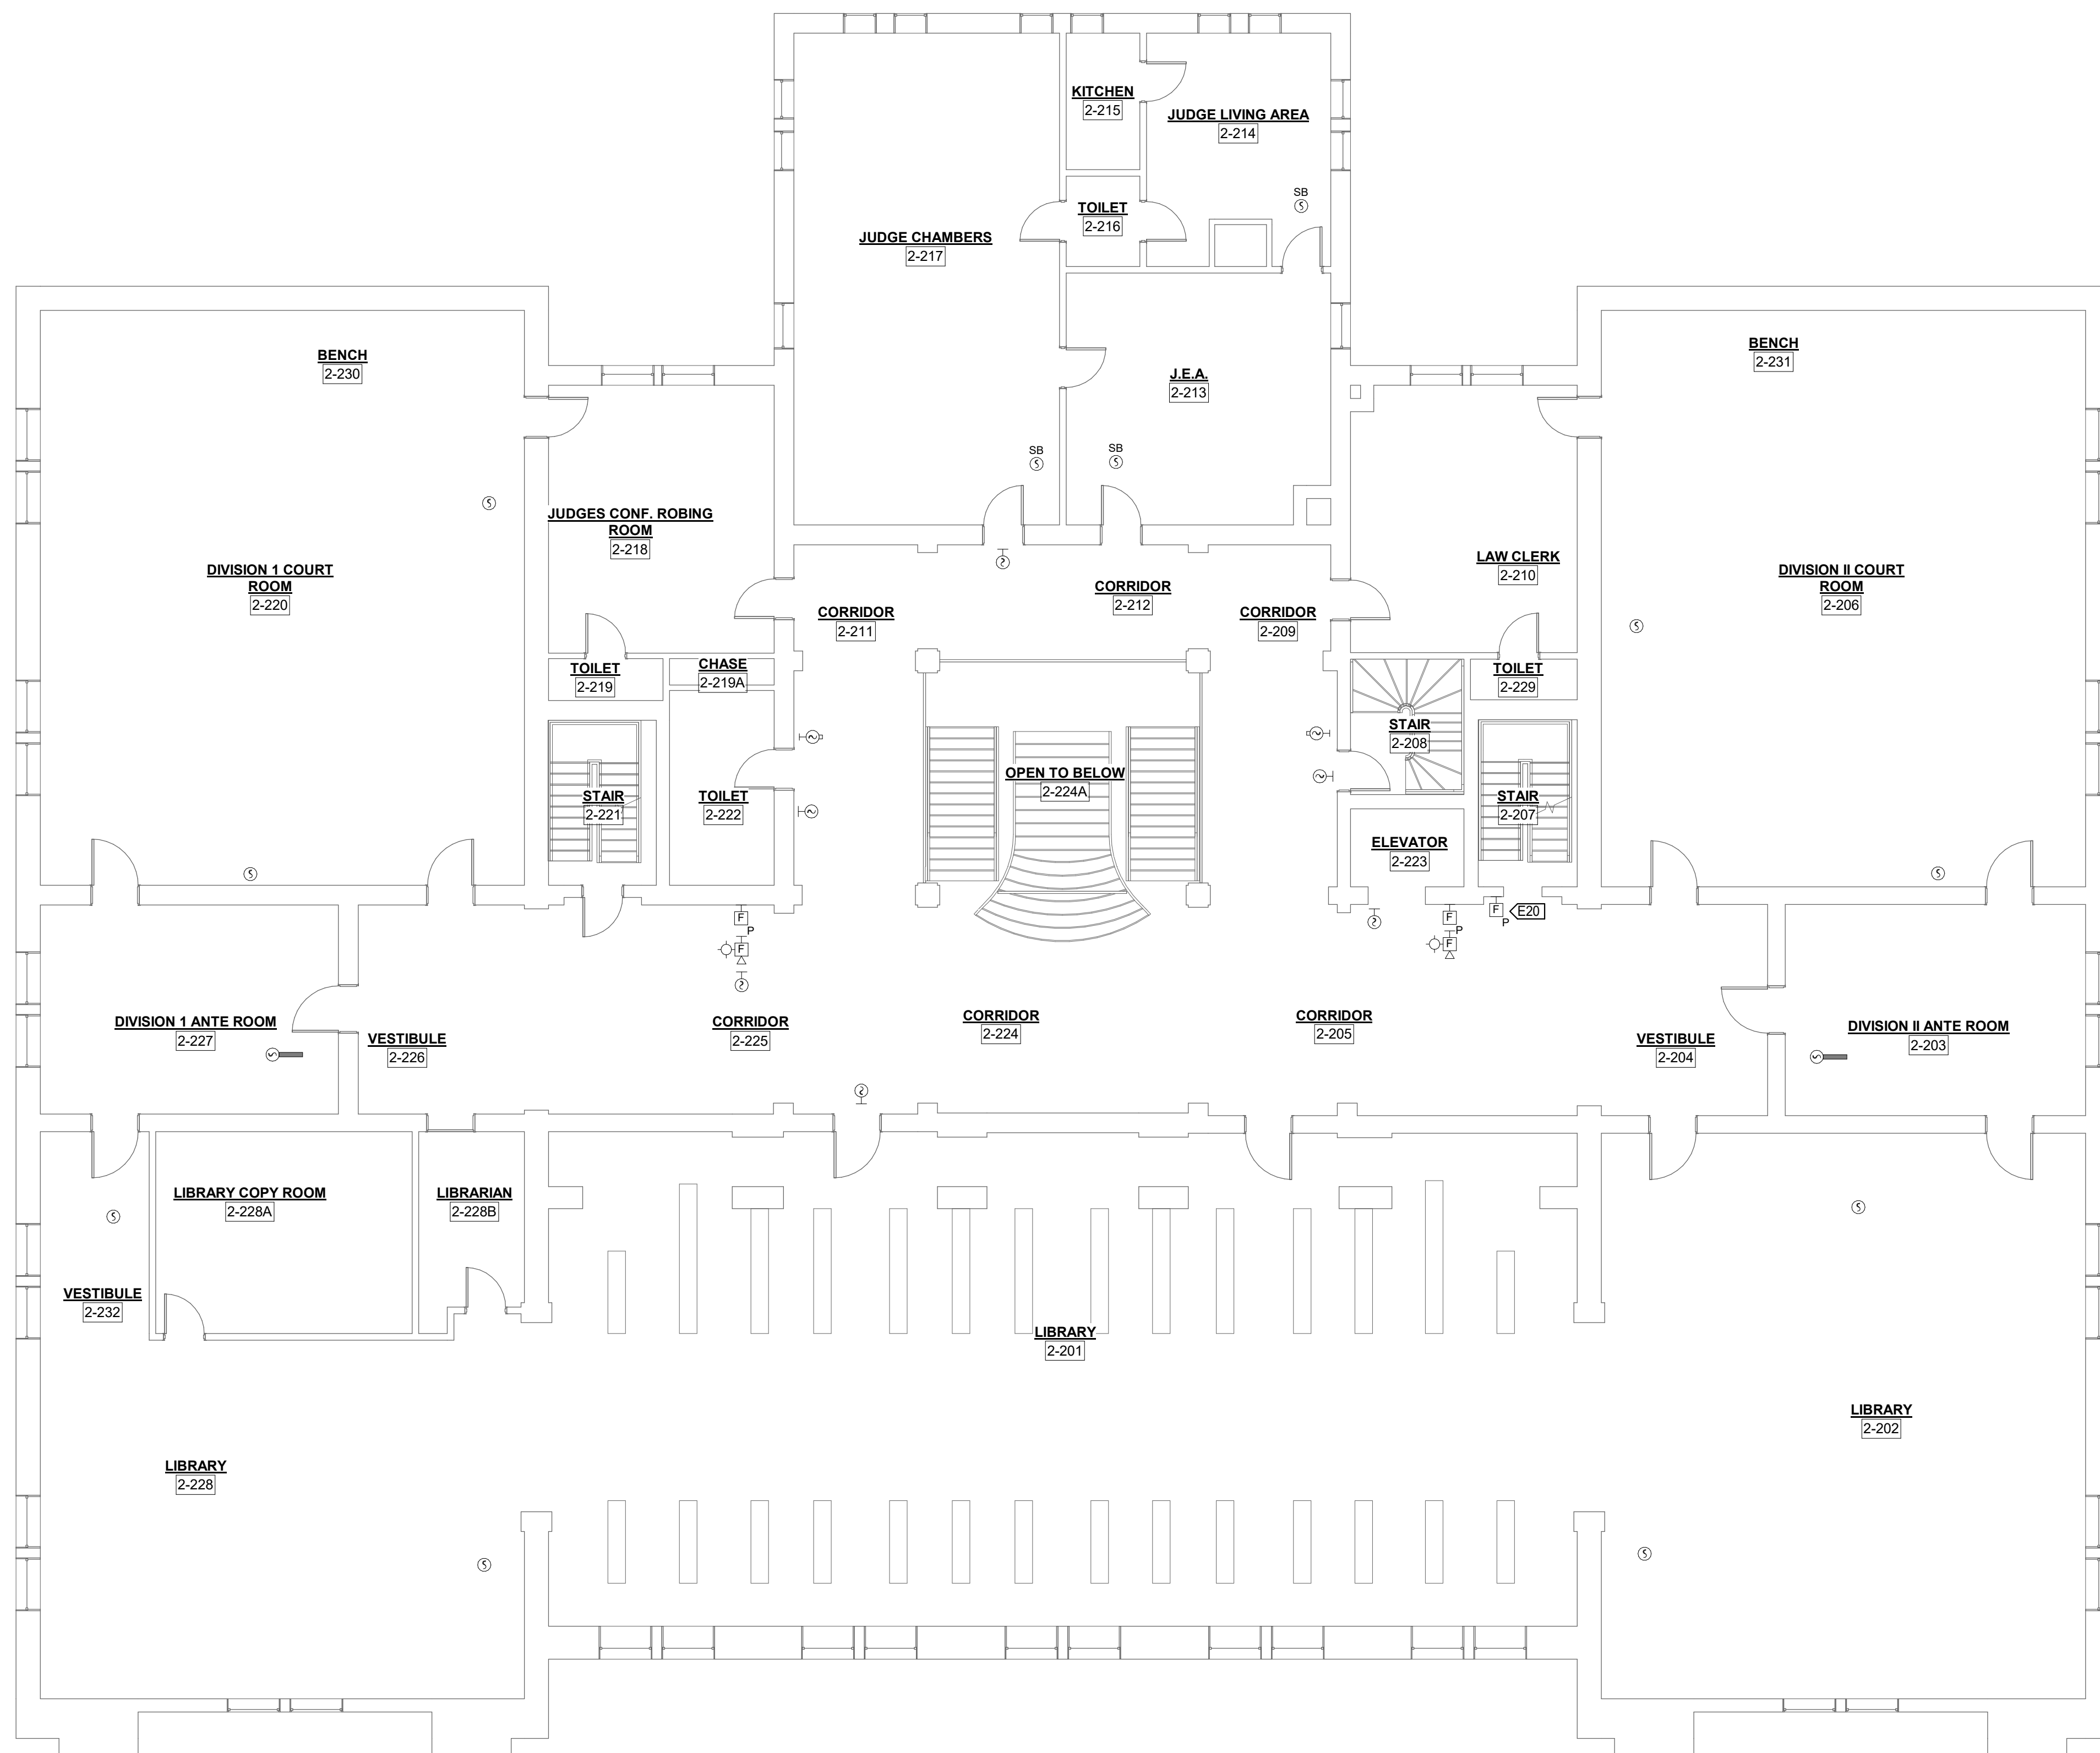 KITCHEN
2-215
JUDGE LIVING AREA
2-214
SB
TOILET
2-216
JUDGE CHAMBERS
2-217
BENCH
2-230
BENCH
2-231
J.E.A.
2-213
SB
SB
JUDGES CONF. ROBING
ROOM
2-218
DIVISION 1 COURT
ROOM
2-220
LAW CLERK
2-210
DIVISION II COURT
ROOM
2-206
CORRIDOR
2-212
CORRIDOR
2-211
CORRIDOR
2-209
TOILET
2-219
CHASE
2-219A
TOILET
2-229
STAIR
2-208
OPEN TO BELOW
2-224A
STAIR
2-221
TOILET
2-222
STAIR
2-207
ELEVATOR
2-223
F
P
F
F
P
F
F
P
E20
DIVISION 1 ANTE ROOM
2-227
VESTIBULE
2-226
CORRIDOR
2-225
CORRIDOR
2-224
CORRIDOR
2-205
VESTIBULE
2-204
DIVISION II ANTE ROOM
2-203
LIBRARY COPY ROOM
2-228A
LIBRARIAN
2-228B
VESTIBULE
2-232
LIBRARY
2-201
LIBRARY
2-202
LIBRARY
2-228